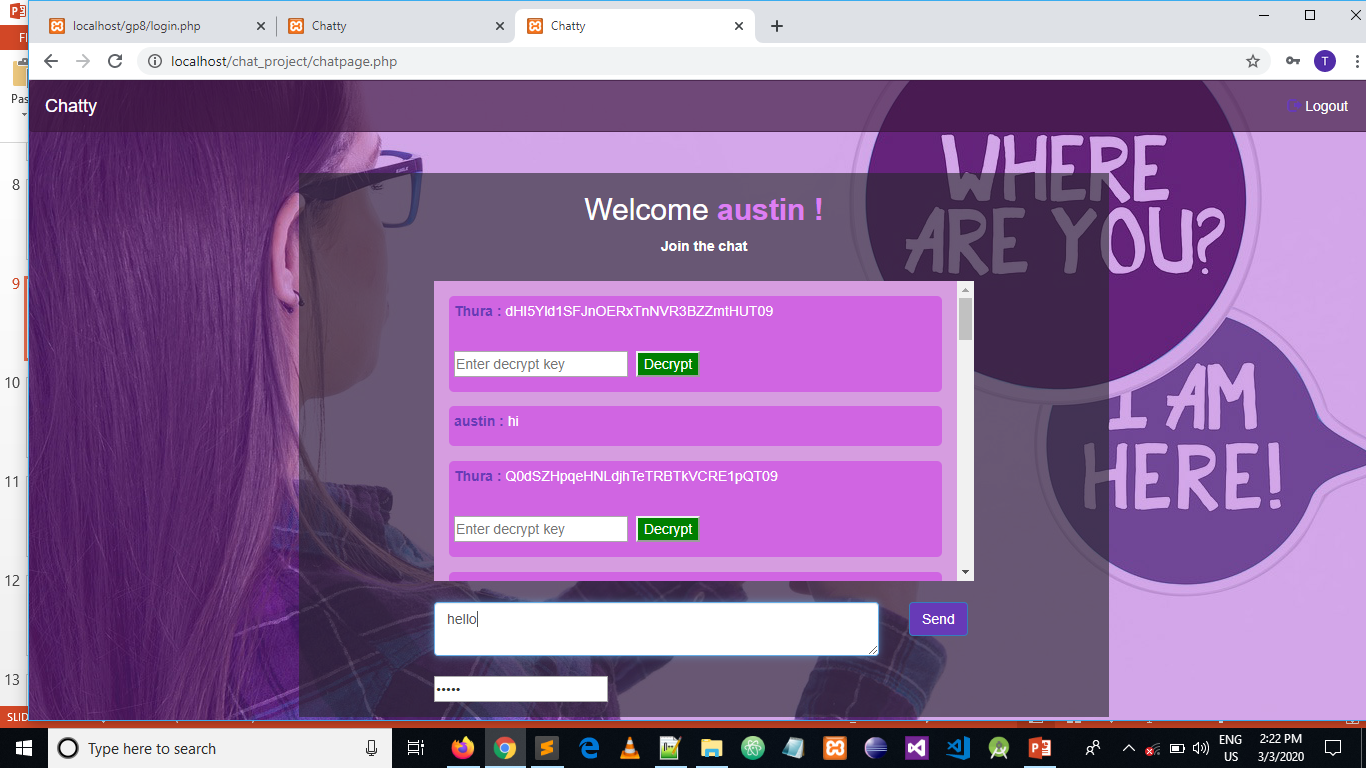 localhost/gp8/login.php
Chatty
Chatty
localhost/chat_project/chatpage.php
T
Chatty
Logout
WHERE
ARE YOU?
I AM
HERE!
Welcome austin !
Join the chat
Thura : dHI5Yld1SFJnOERxTnNVR3BZZmtHUT09
Enter decrypt key
Decrypt
austin : hi
Thura : Q0dSZHpqeHNLdjhTeTRBTkVCRE1pQT09
Enter decrypt key
Decrypt
hello
Send
•••••
Pas
8
9
10
11
12
13
SLID
Type here to search
ENG
US
2:22 PM
3/3/2020